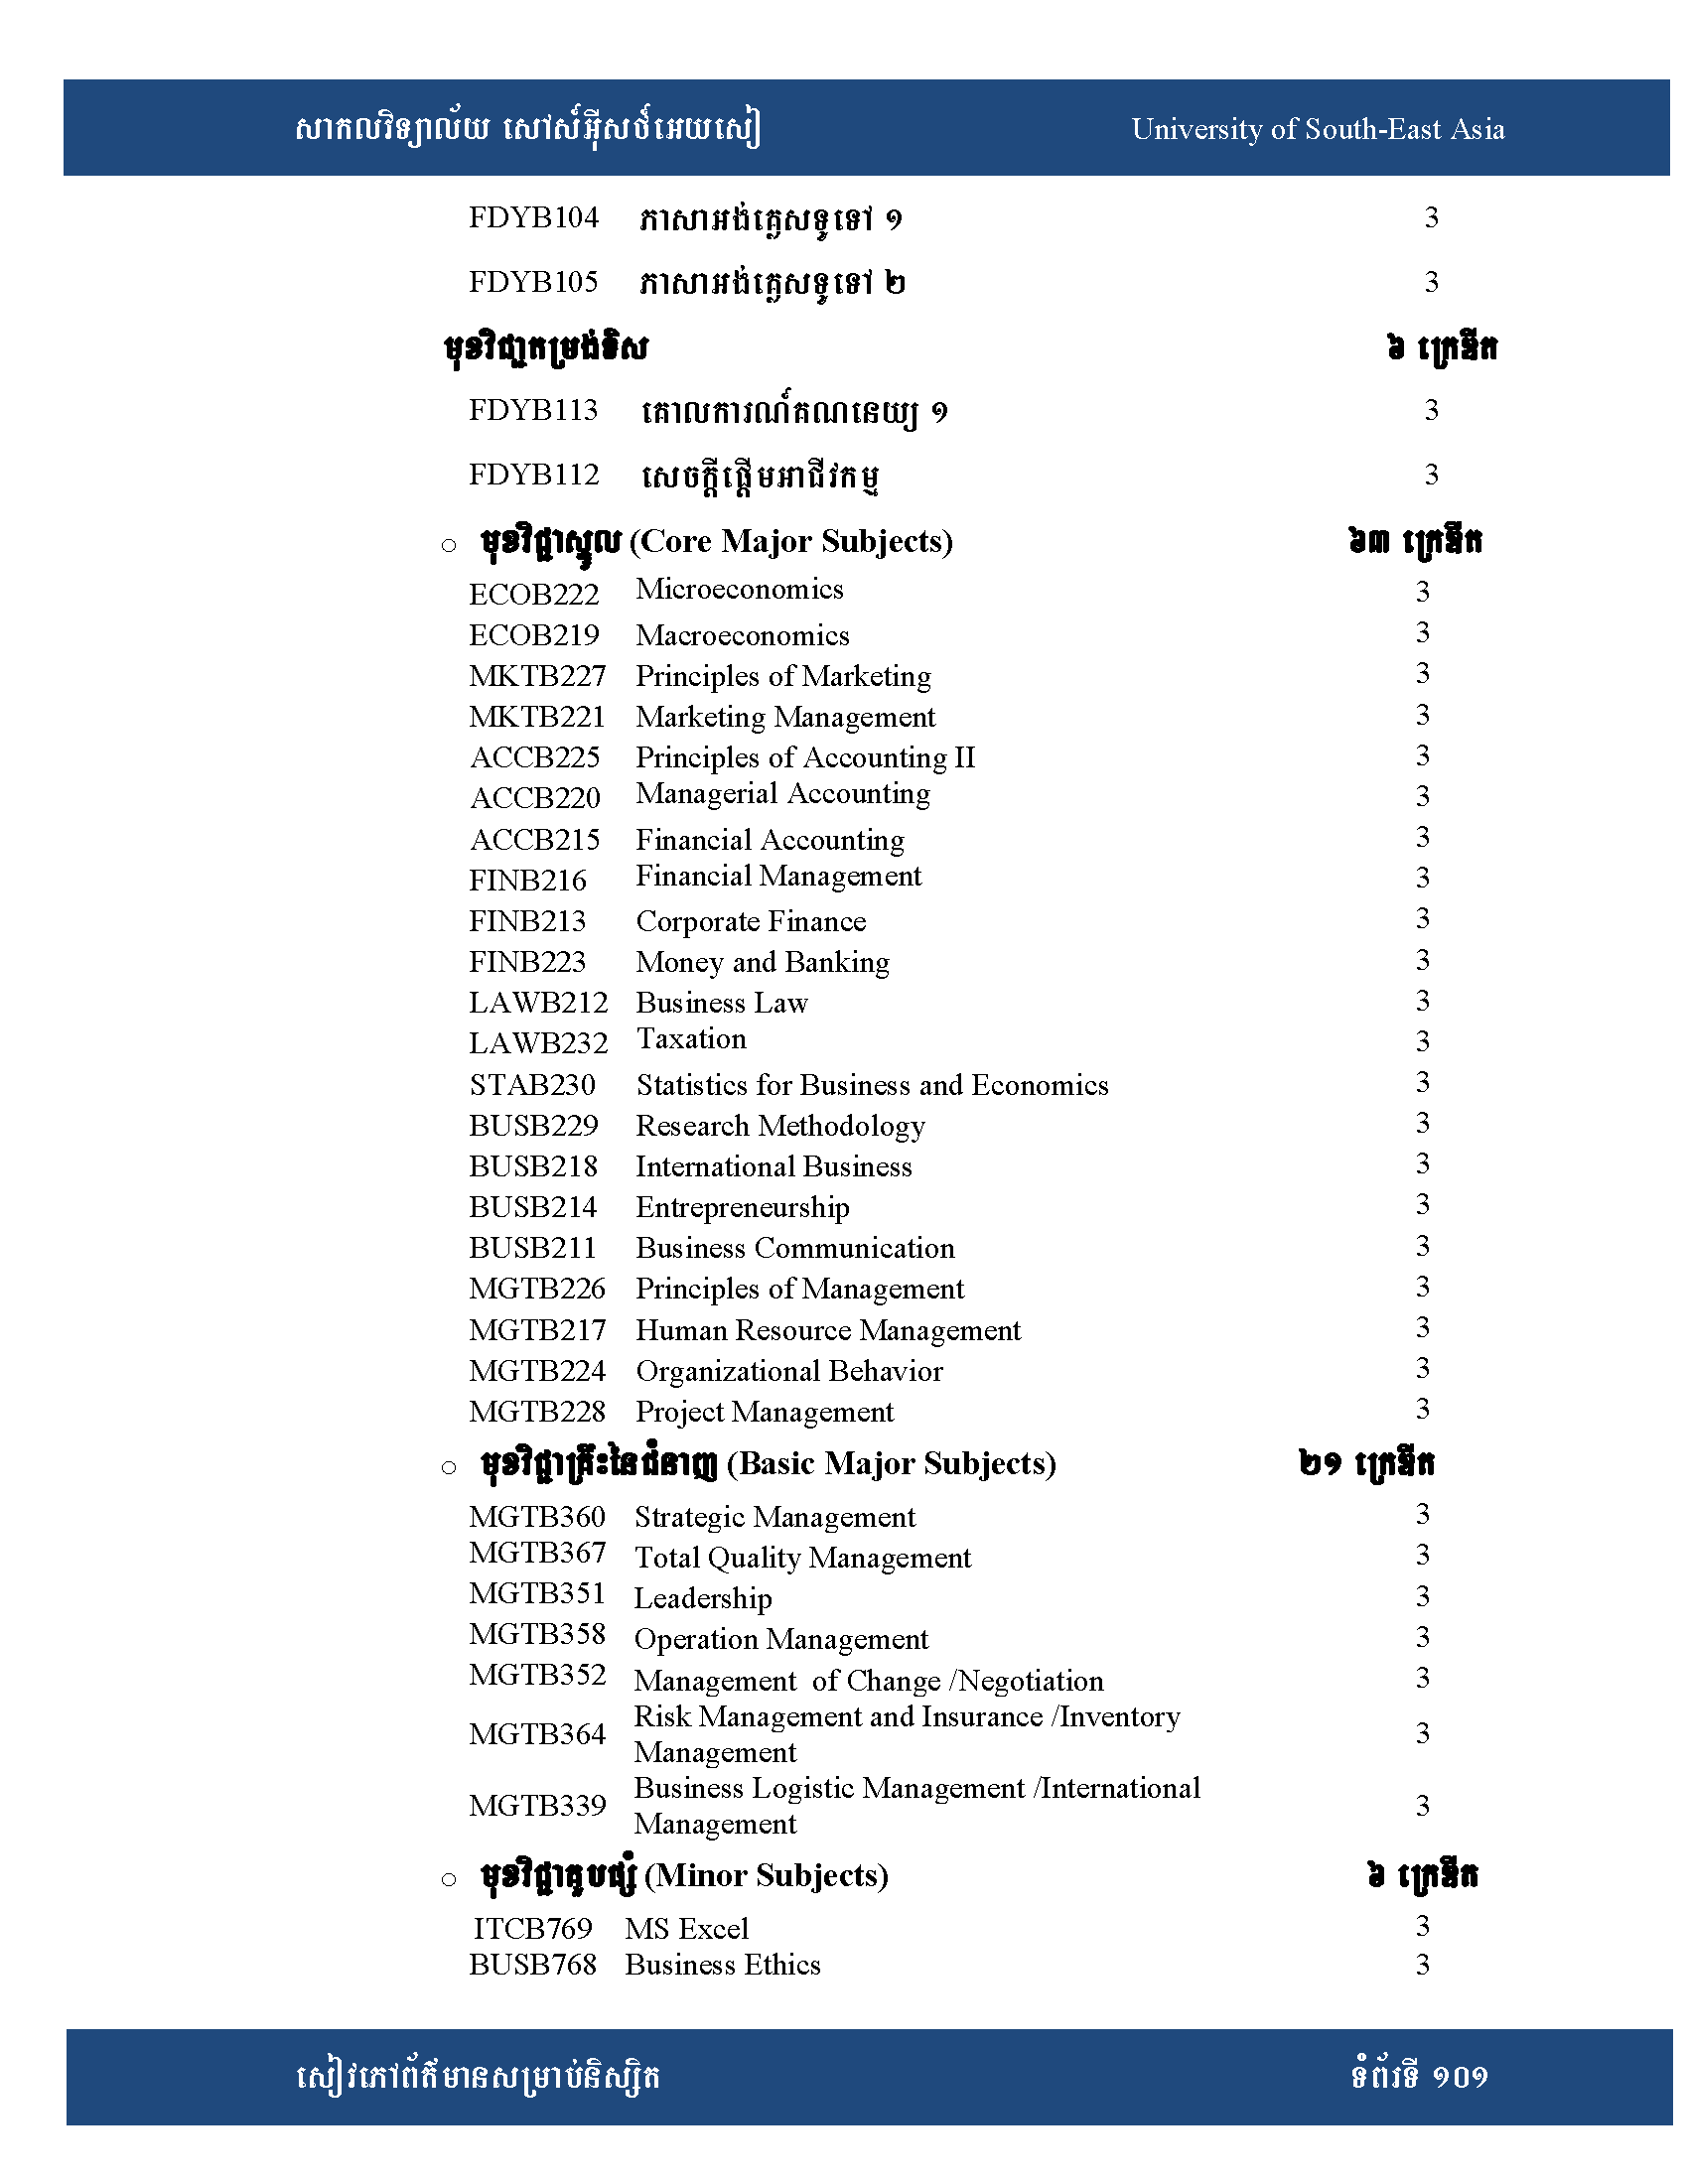 សាកលវិទ្យាល័យ សៅស៍អ៊ីសថ៍អេយសៀ University of South-East Asia
FDYB104 ភាសាអង់គ្លេសទូទៅ ១ 3
FDYB105 ភាសាអង់គ្លេសទូទៅ ២ 3
មុខវិជ្ជាតម្រង់ទិស ៦ ក្រេឌីត
FDYB113 គោលការណ៍គណនេយ្យ ១ 3
FDYB112 សេចក្តីផ្តើមអាជីវកម្ម 3
○ មុខវិជ្ជាស្នូល (Core Major Subjects) ៦៣ ក្រេឌីត
ECOB222 Microeconomics 3
ECOB219 Macroeconomics 3
MKTB227 Principles of Marketing 3
MKTB221 Marketing Management 3
ACCB225 Principles of Accounting II 3
ACCB220 Managerial Accounting 3
ACCB215 Financial Accounting 3
FINB216 Financial Management 3
FINB213 Corporate Finance 3
FINB223 Money and Banking 3
LAWB212 Business Law 3
LAWB232 Taxation 3
STAB230 Statistics for Business and Economics 3
BUSB229 Research Methodology 3
BUSB218 International Business 3
BUSB214 Entrepreneurship 3
BUSB211 Business Communication 3
MGTB226 Principles of Management 3
MGTB217 Human Resource Management 3
MGTB224 Organizational Behavior 3
MGTB228 Project Management 3
○ មុខវិជ្ជាគ្រឹះនៃជំនាញ (Basic Major Subjects) ២១ ក្រេឌីត
MGTB360 Strategic Management 3
MGTB367 Total Quality Management 3
MGTB351 Leadership 3
MGTB358 Operation Management 3
MGTB352 Management of Change /Negotiation 3
MGTB364 Risk Management and Insurance /Inventory
Management 3
MGTB339 Business Logistic Management /International
Management 3
○ មុខវិជ្ជាគួបផ្សំ (Minor Subjects) ៦ ក្រេឌីត
ITCB769 MS Excel 3
BUSB768 Business Ethics 3
សៀវភៅព័ត៌មានសម្រាប់និស្សិត ទំព័រទី ១០១